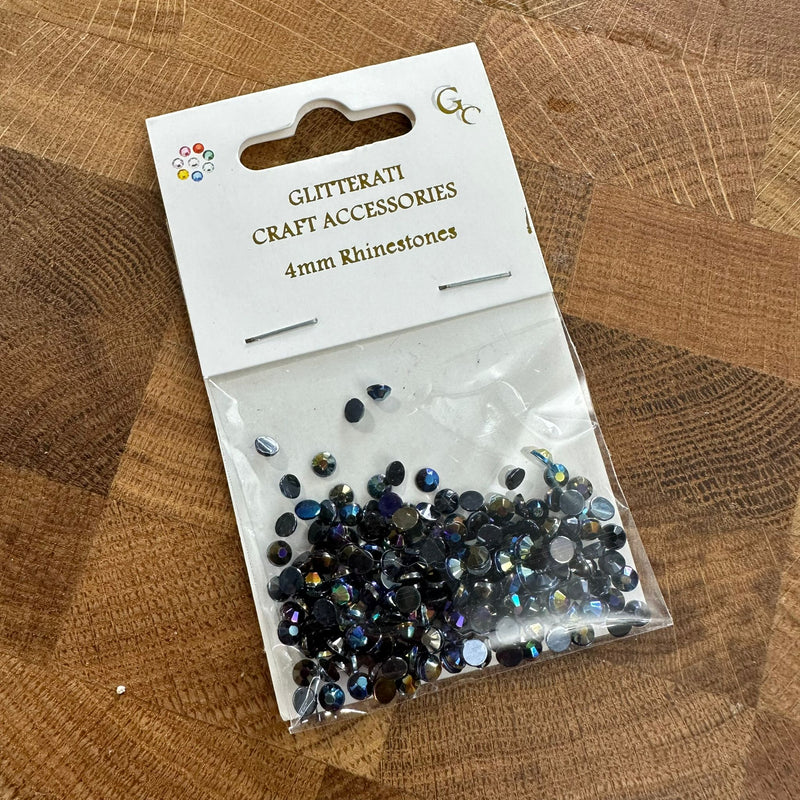 GC
GLITTERATI
CRAFT ACCESSORIES
4mm Rhinestones